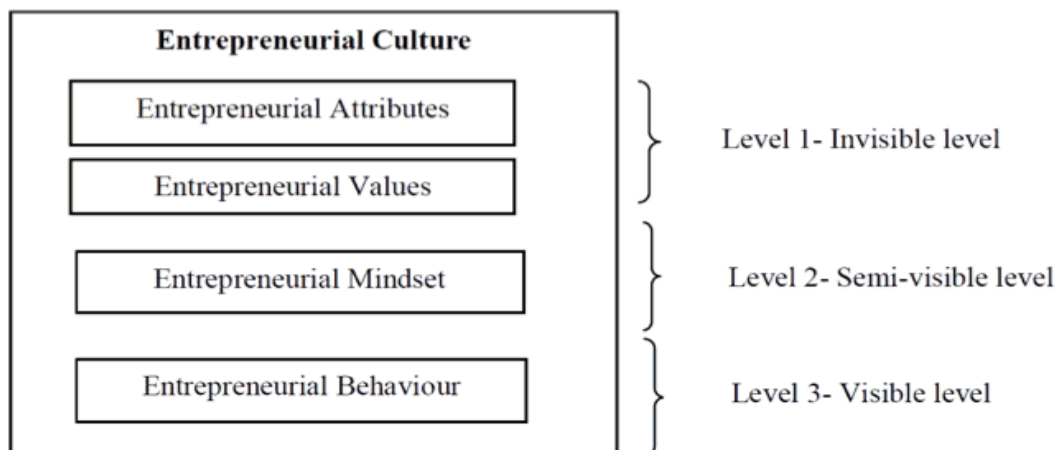 Entrepreneurial Culture
Entrepreneurial Attributes
Level 1- Invisible level
Entrepreneurial Values
Entrepreneurial Mindset
Level 2- Semi-visible level
Entrepreneurial Behaviour
Level 3- Visible level